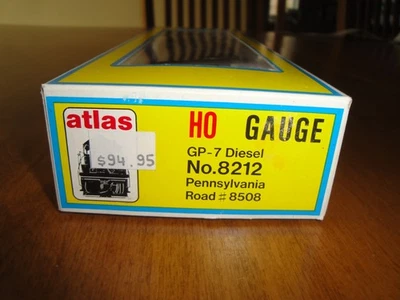 atlas
$94.95
HO GAUGE
GP-7 Diesel
No.8212
Pennsylvania
Road #8508